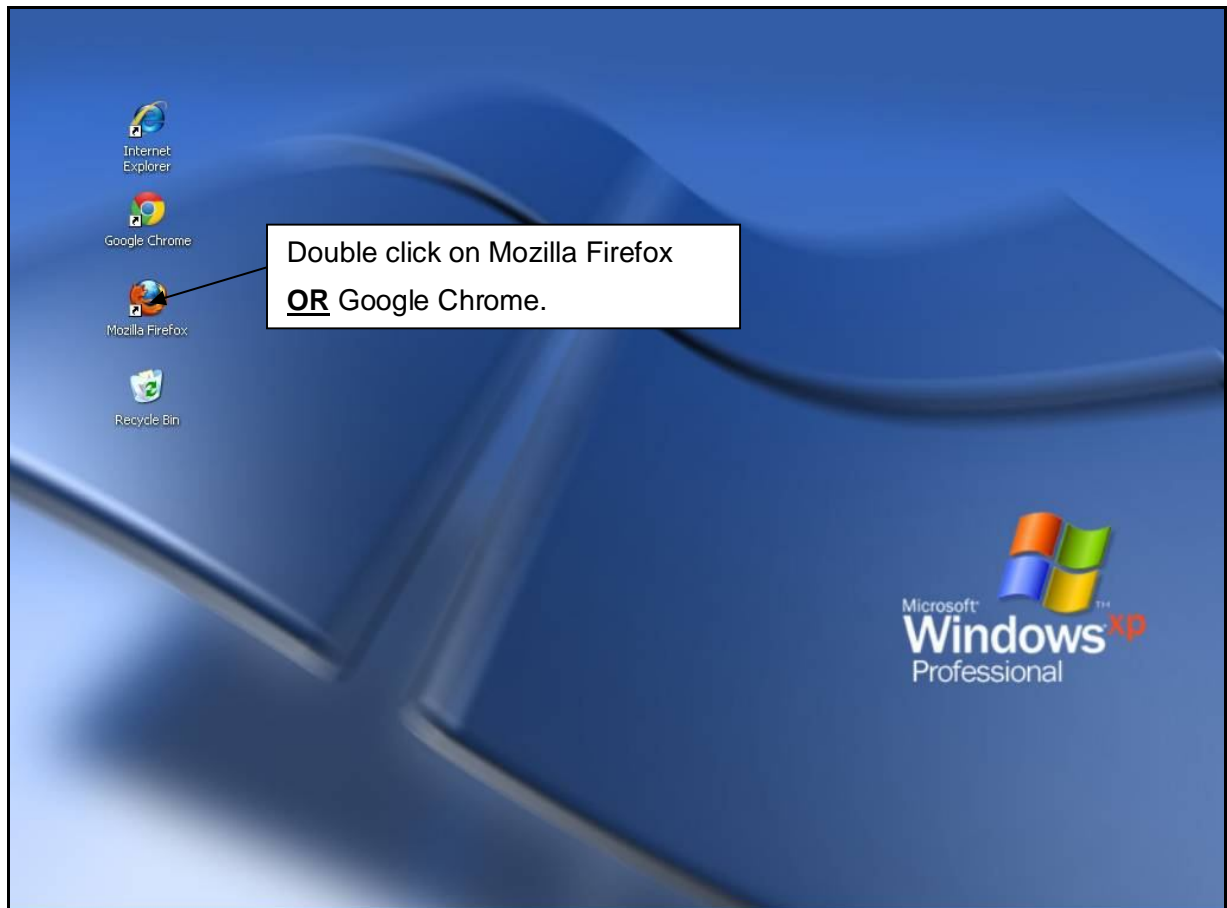 Internet
Explorer
Google Chrome
Double click on Mozilla Firefox
OR Google Chrome.
Mozilla Firefox
Recycle Bin
Microsoft
Windows xp
TM
Professional